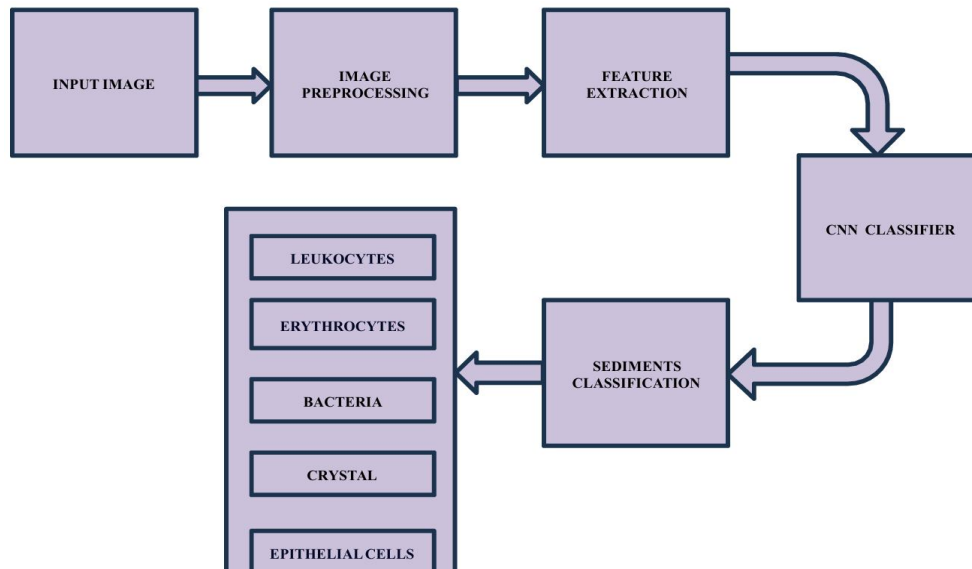 INPUT IMAGE
IMAGE
PREPROCESSING
FEATURE
EXTRACTION
CNN CLASSIFIER
SEDIMENTS
CLASSIFICATION
LEUKOCYTES
ERYTHROCYTES
BACTERIA
CRYSTAL
EPITHELIAL CELLS